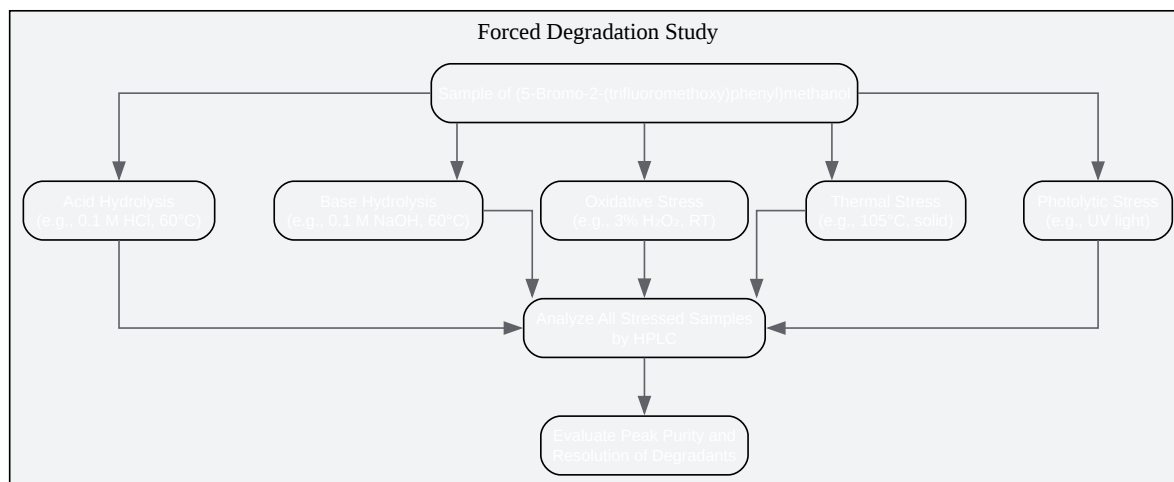 Forced Degradation Study
Sample of (5-Bromo-2-(trifluoromethoxy)phenyl)methanol
Acid Hydrolysis
(e.g., 0.1 M HCl, 60°C)
Base Hydrolysis
(e.g., 0.1 M NaOH, 60°C)
Oxidative Stress
(e.g., 3% H₂O₂, RT)
Thermal Stress
(e.g., 105°C, solid)
Photolytic Stress
(e.g., UV light)
Analyze All Stressed Samples
by HPLC
Evaluate Peak Purity and
Resolution of Degradants